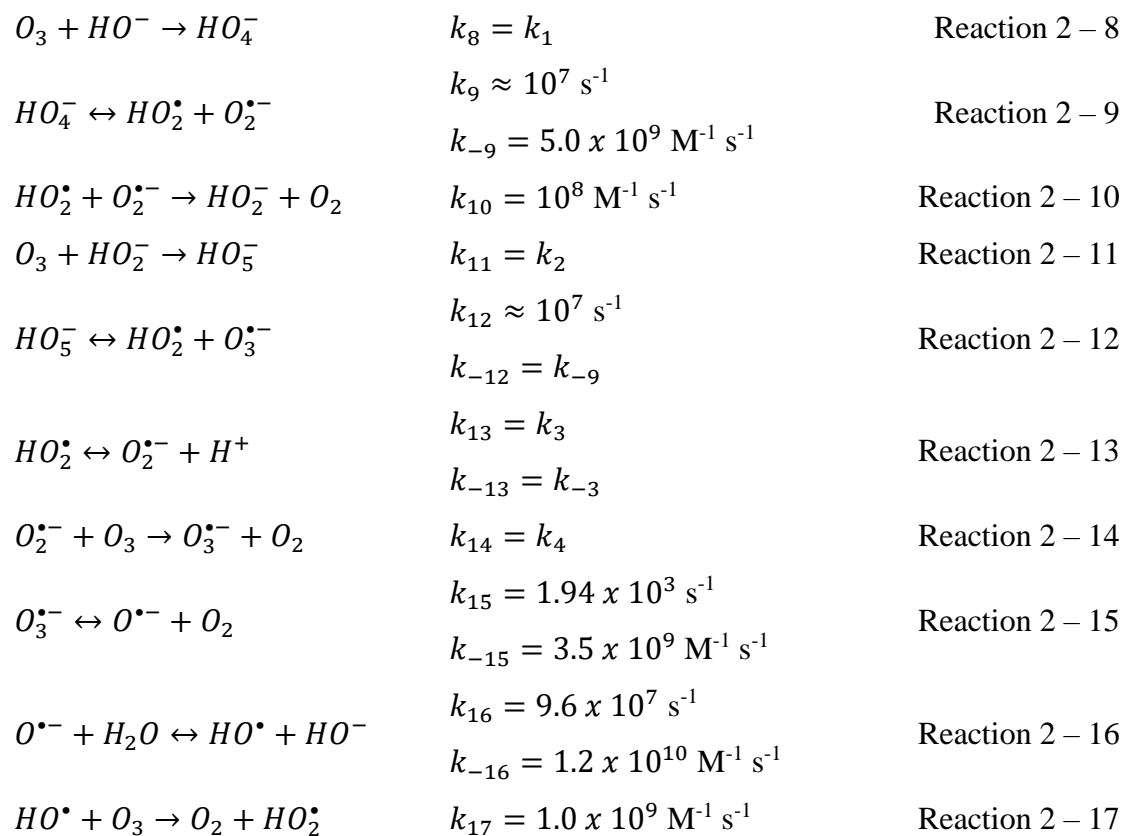 O₃ + HO⁻ → HO₄⁻ k₈ = k₁ Reaction 2 – 8
k₉ ≈ 10⁷ s⁻¹
HO₄⁻ ↔ HO₂• + O₂•⁻ Reaction 2 – 9
k₋₉ = 5.0 x 10⁹ M⁻¹ s⁻¹
HO₂• + O₂•⁻ → HO₂⁻ + O₂ k₁₀ = 10⁸ M⁻¹ s⁻¹ Reaction 2 – 10
O₃ + HO₂⁻ → HO₅⁻ k₁₁ = k₂ Reaction 2 – 11
k₁₂ ≈ 10⁷ s⁻¹
HO₅⁻ ↔ HO₂• + O₃•⁻ Reaction 2 – 12
k₋₁₂ = k₋₉
k₁₃ = k₃
HO₂• ↔ O₂•⁻ + H⁺ Reaction 2 – 13
k₋₁₃ = k₋₃
O₂•⁻ + O₃ → O₃•⁻ + O₂ k₁₄ = k₄ Reaction 2 – 14
k₁₅ = 1.94 x 10³ s⁻¹
O₃•⁻ ↔ O•⁻ + O₂ Reaction 2 – 15
k₋₁₅ = 3.5 x 10⁹ M⁻¹ s⁻¹
k₁₆ = 9.6 x 10⁷ s⁻¹
O•⁻ + H₂O ↔ HO• + HO⁻ Reaction 2 – 16
k₋₁₆ = 1.2 x 10¹⁰ M⁻¹ s⁻¹
HO• + O₃ → O₂ + HO₂• k₁₇ = 1.0 x 10⁹ M⁻¹ s⁻¹ Reaction 2 – 17